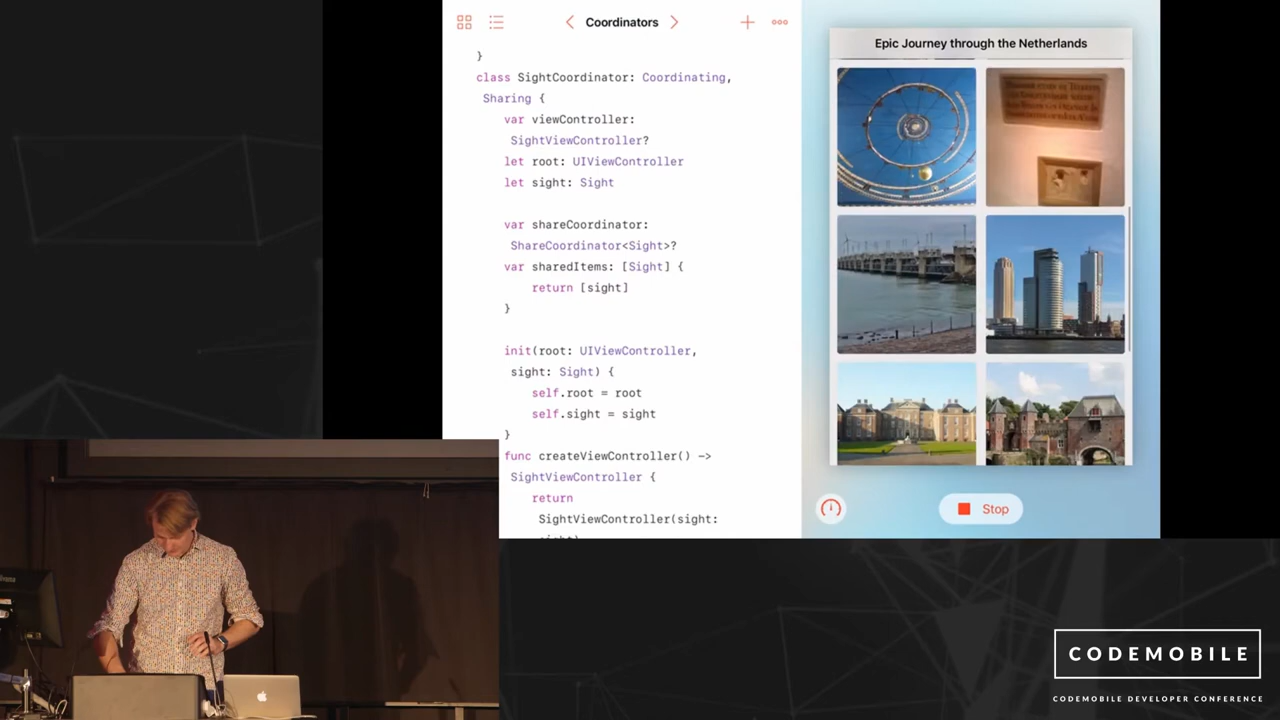 Coordinators
}
class SightCoordinator: Coordinating,
Sharing {
var viewController:
SightViewController?
let root: UIViewController
let sight: Sight
var shareCoordinator:
ShareCoordinator<Sight>?
var sharedItems: [Sight] {
return [sight]
}
init(root: UIViewController,
sight: Sight) {
self.root = root
self.sight = sight
}
func createViewController() ->
SightViewController {
return
SightViewController(sight:
Epic Journey through the Netherlands
Stop
CODEMOBILE
CODEMOBILE DEVELOPER CONFERENCE